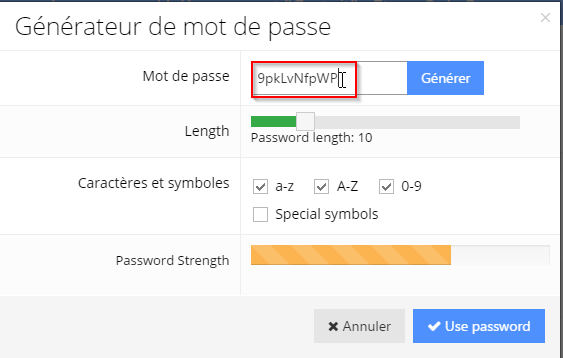 Générateur de mot de passe
×
Mot de passe 9pkLvNfpWP Générer
Length
Password length: 10
Caractères et symboles a-z A-Z 0-9
Special symbols
Password Strength
Annuler Use password